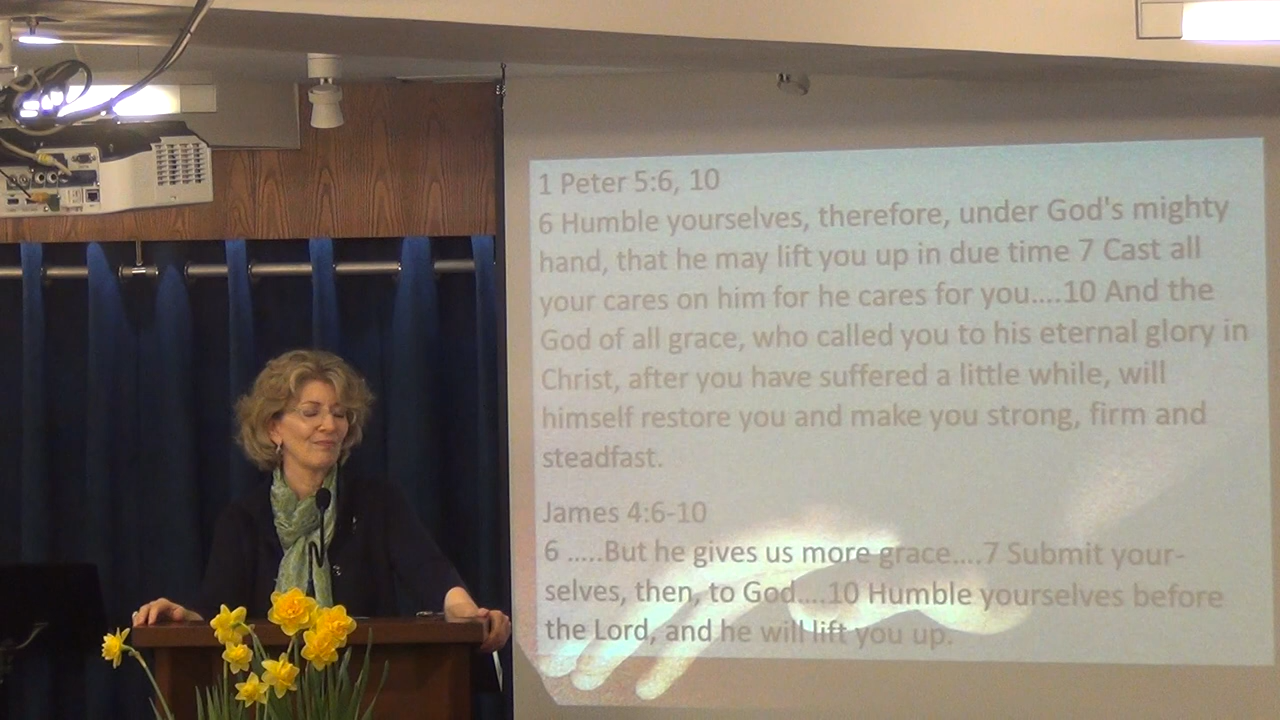 1 Peter 5:6, 10
6 Humble yourselves, therefore, under God's mighty
hand, that he may lift you up in due time 7 Cast all
your cares on him for he cares for you....10 And the
God of all grace, who called you to his eternal glory in
Christ, after you have suffered a little while, will
himself restore you and make you strong, firm and
steadfast.
James 4:6-10
6 .....But he gives us more grace....7 Submit your-
selves, then, to God....10 Humble yourselves before
the Lord, and he will lift you up.